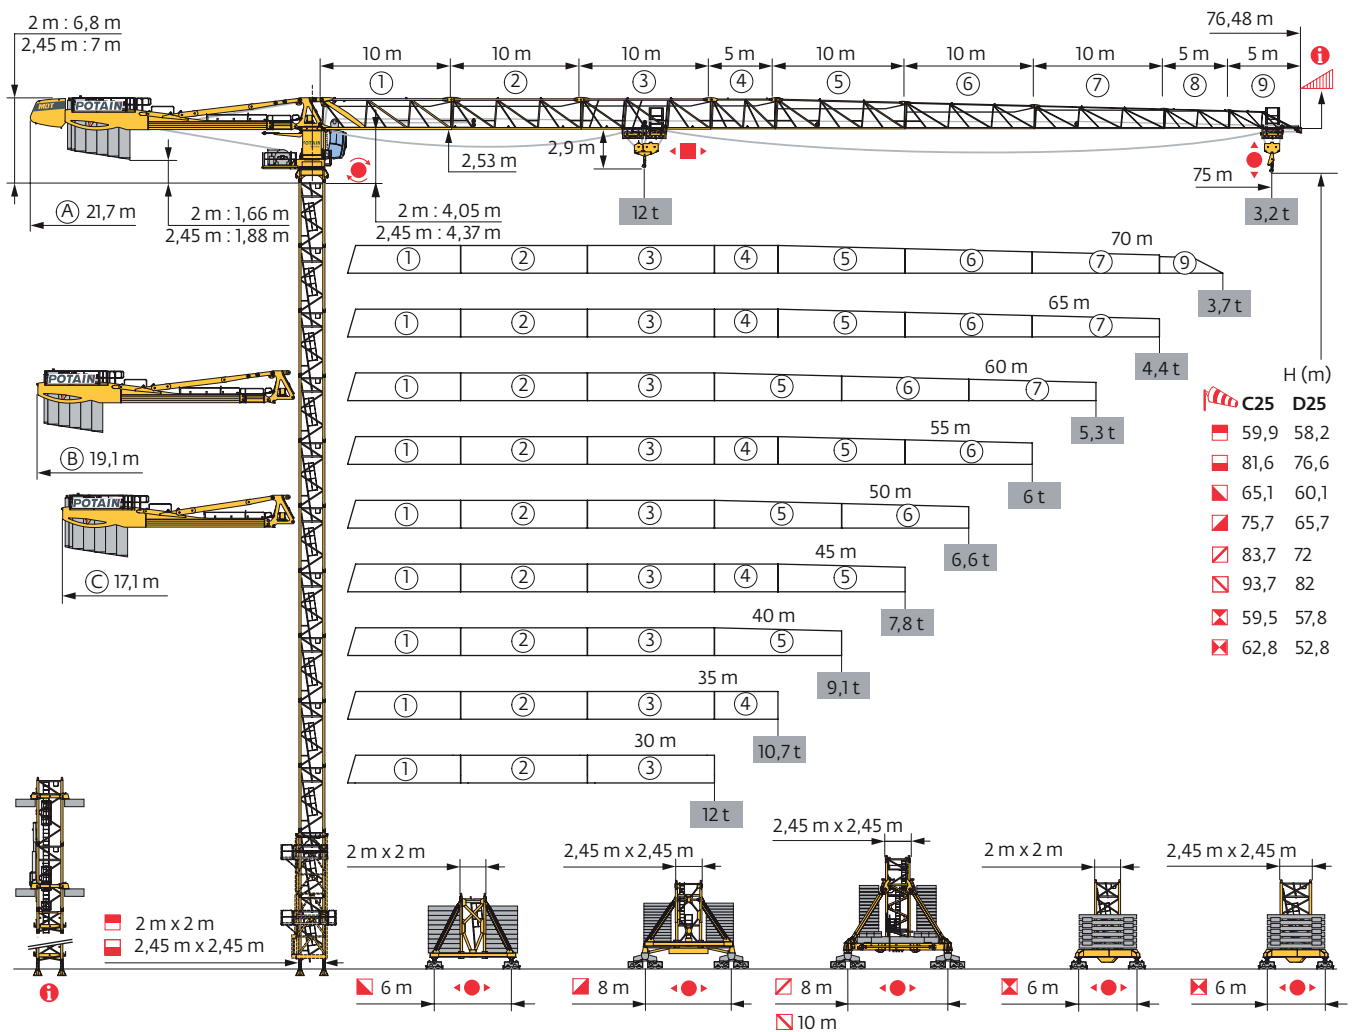 2 m : 6,8 m
2,45 m : 7 m
76,48 m
10 m 10 m 10 m 5 m 10 m 10 m 10 m 5 m 5 m
i
1 2 3 4 5 6 7 8 9
MDT POTAIN
POTAIN
2,53 m
2,9 m
75 m
A 21,7 m
2 m : 1,66 m
2,45 m : 1,88 m
2 m : 4,05 m
2,45 m : 4,37 m
12 t
3,2 t
70 m
1 2 3 4 5 6 7 9
3,7 t
65 m
1 2 3 4 5 6 7
4,4 t
POTAIN
B 19,1 m
60 m
1 2 3 5 6 7
5,3 t
55 m
1 2 3 4 5 6
6 t
POTAIN
C 17,1 m
50 m
1 2 3 5 6
6,6 t
45 m
1 2 3 4 5
7,8 t
40 m
1 2 3 5
9,1 t
35 m
1 2 3 4
10,7 t
30 m
1 2 3
12 t
H (m)
C25 D25
59,9 58,2
81,6 76,6
65,1 60,1
75,7 65,7
83,7 72
93,7 82
59,5 57,8
62,8 52,8
2 m x 2 m
2,45 m x 2,45 m
i
2 m x 2 m
6 m
2,45 m x 2,45 m
8 m
2,45 m x 2,45 m
8 m
10 m
2 m x 2 m
6 m
2,45 m x 2,45 m
6 m